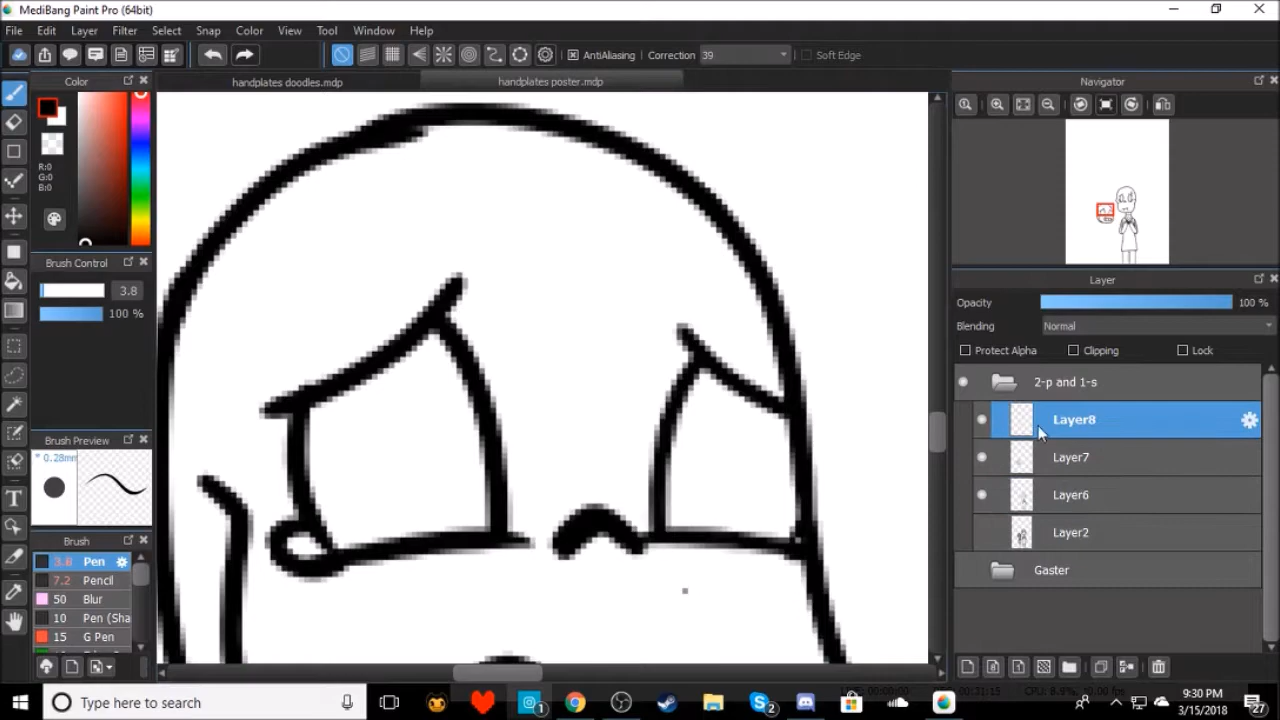 MediBang Paint Pro (64bit)
File Edit Layer Filter Select Snap Color View Tool Window Help
AntiAliasing Correction 39 Soft Edge
Color
handplates doodles.mdp
handplates poster.mdp
Navigator
R:0
G:0
B:0
Brush Control
3.8
100 %
Layer
Opacity 100 %
Blending Normal
Protect Alpha Clipping Lock
2-p and 1-s
Layer8
Layer7
Layer6
Layer2
Gaster
Brush Preview
* 0.28mm
Brush
3.8 Pen
7.2 Pencil
50 Blur
10 Pen (Sha
15 G Pen
Type here to search
1
2
9:30 PM
3/15/2018
27